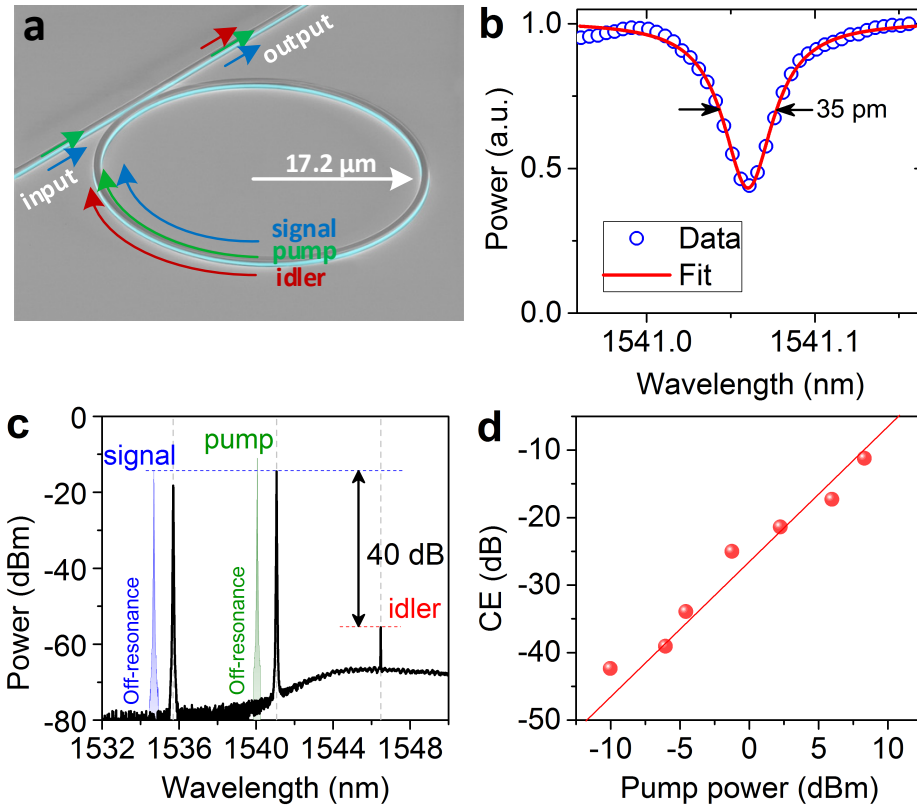 a
input
output
17.2 μm
signal
pump
idler
b
Power (a.u.)
1.0
0.5
0.0
35 pm
Data
Fit
1541.0
1541.1
Wavelength (nm)
c
Power (dBm)
0
-20
-40
-60
-80
signal
pump
40 dB
idler
Off-resonance
Off-resonance
1532
1536
1540
1544
1548
Wavelength (nm)
d
CE (dB)
-10
-20
-30
-40
-50
-10
-5
0
5
10
Pump power (dBm)